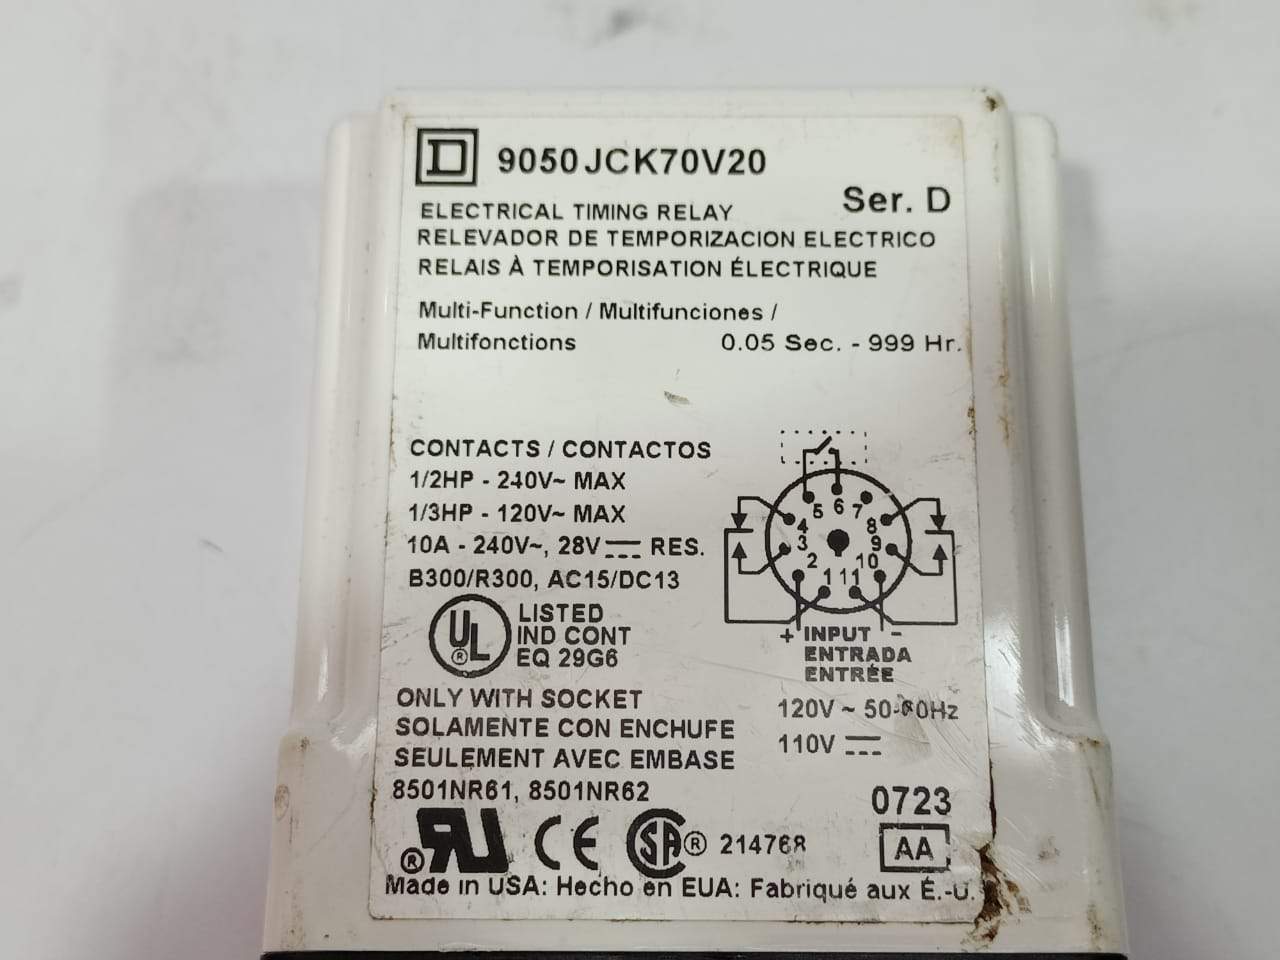 D 9050 JCK70V20
Ser. D
ELECTRICAL TIMING RELAY
RELEVADOR DE TEMPORIZACION ELECTRICO
RELAIS À TEMPORISATION ÉLECTRIQUE
Multi-Function / Multifunciones /
Multifonctions 0.05 Sec. - 999 Hr.
CONTACTS / CONTACTOS
1/2HP - 240V~ MAX
1/3HP - 120V~ MAX
10A - 240V~, 28V⎓ RES.
B300/R300, AC15/DC13
UL® LISTED
IND CONT
EQ 29G6
5 6 7
4 8
3 9
2 10
1 11
+ INPUT -
ENTRADA
ENTRÉE
ONLY WITH SOCKET
SOLAMENTE CON ENCHUFE
SEULEMENT AVEC EMBASE
8501NR61, 8501NR62
120V ~ 50-60Hz
110V ⎓
0723
AA
®RU CE SA® 214768
Made in USA: Hecho en EUA: Fabriqué aux É.-U.